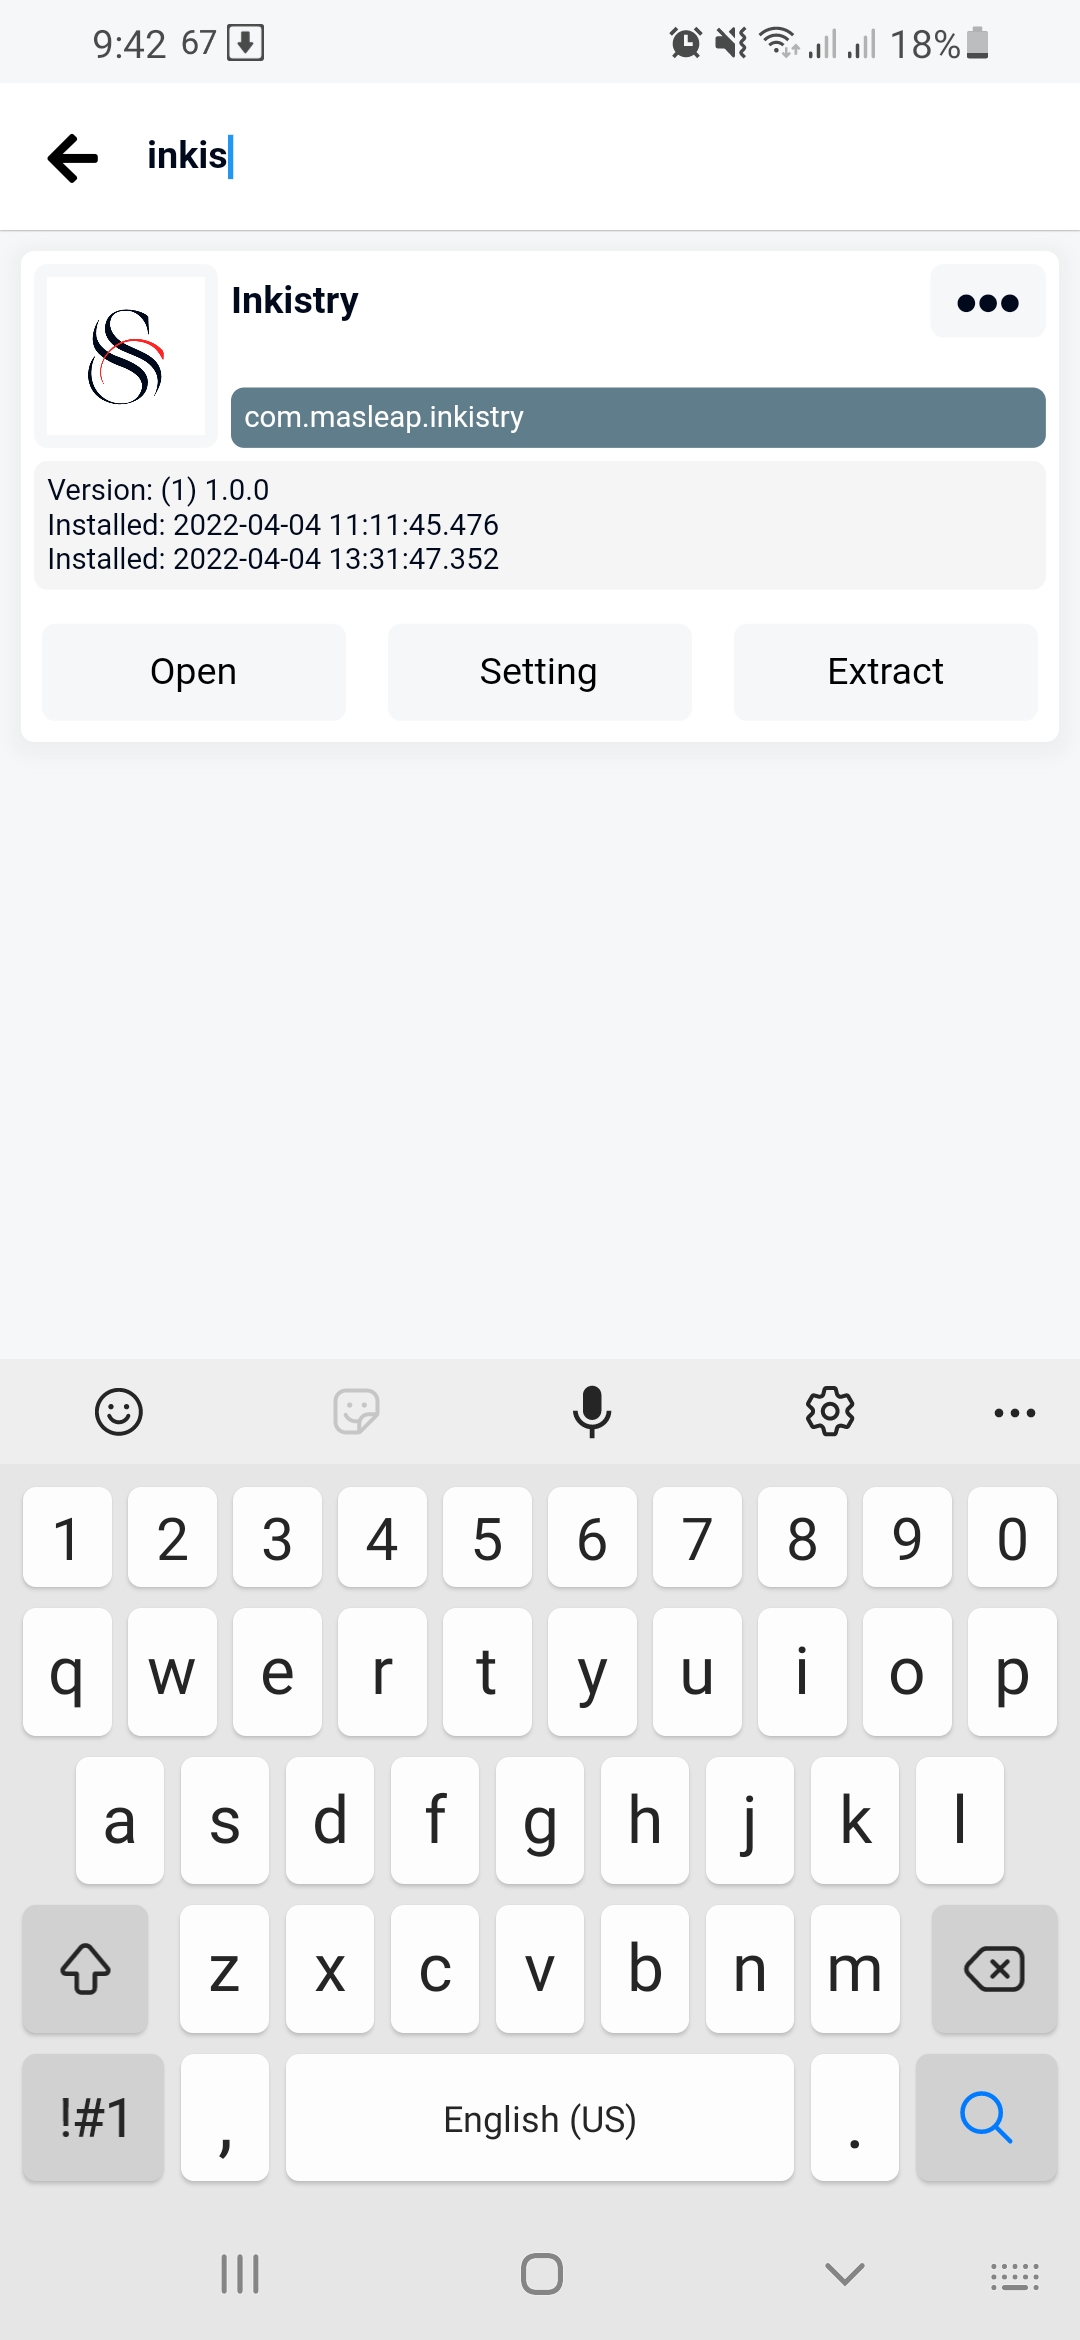 9:42 67 18%
inkis
Inkistry
com.masleap.inkistry
Version: (1) 1.0.0
Installed: 2022-04-04 11:11:45.476
Installed: 2022-04-04 13:31:47.352
Open Setting Extract
1 2 3 4 5 6 7 8 9 0
q w e r t y u i o p
a s d f g h j k l
z x c v b n m
!#1 , English (US) .